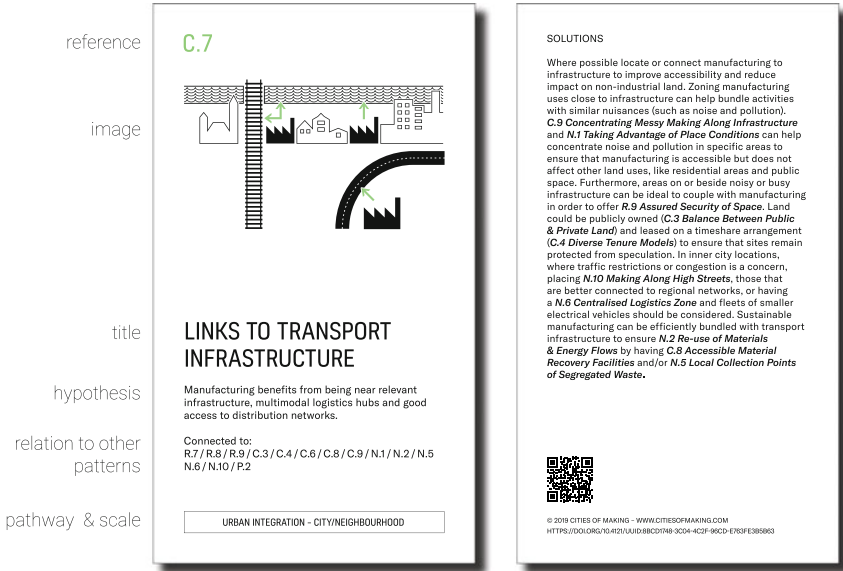 reference
C.7
image
title
LINKS TO TRANSPORT
INFRASTRUCTURE
hypothesis
Manufacturing benefits from being near relevant
infrastructure, multimodal logistics hubs and good
access to distribution networks.
relation to other
patterns
Connected to:
R.7 / R.8 / R.9 / C.3 / C.4 / C.6 / C.8 / C.9 / N.1 / N.2 / N.5
N.6 / N.10 / P.2
pathway & scale
URBAN INTEGRATION - CITY/NEIGHBOURHOOD
SOLUTIONS
Where possible locate or connect manufacturing to
infrastructure to improve accessibility and reduce
impact on non-industrial land. Zoning manufacturing
uses close to infrastructure can help bundle activities
with similar nuisances (such as noise and pollution).
C.9 Concentrating Messy Making Along Infrastructure
and N.1 Taking Advantage of Place Conditions can help
concentrate noise and pollution in specific areas to
ensure that manufacturing is accessible but does not
affect other land uses, like residential areas and public
space. Furthermore, areas on or beside noisy or busy
infrastructure can be ideal to couple with manufacturing
in order to offer R.9 Assured Security of Space. Land
could be publicly owned (C.3 Balance Between Public
& Private Land) and leased on a timeshare arrangement
(C.4 Diverse Tenure Models) to ensure that sites remain
protected from speculation. In inner city locations,
where traffic restrictions or congestion is a concern,
placing N.10 Making Along High Streets, those that
are better connected to regional networks, or having
a N.6 Centralised Logistics Zone and fleets of smaller
electrical vehicles should be considered. Sustainable
manufacturing can be efficiently bundled with transport
infrastructure to ensure N.2 Re-use of Materials
& Energy Flows by having C.8 Accessible Material
Recovery Facilities and/or N.5 Local Collection Points
of Segregated Waste.
© 2019 CITIES OF MAKING - WWW.CITIESOFMAKING.COM
HTTPS://DOI.ORG/10.4121/UUID:8BCD1748-3C04-4C2F-96CD-E763FE3B5B63